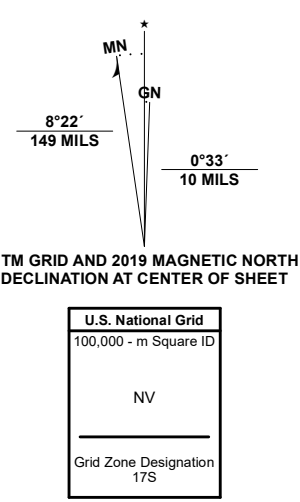 ★
MN
GN
8°22´
149 MILS
0°33´
10 MILS
TM GRID AND 2019 MAGNETIC NORTH
DECLINATION AT CENTER OF SHEET
U.S. National Grid
100,000 - m Square ID
NV
Grid Zone Designation
17S